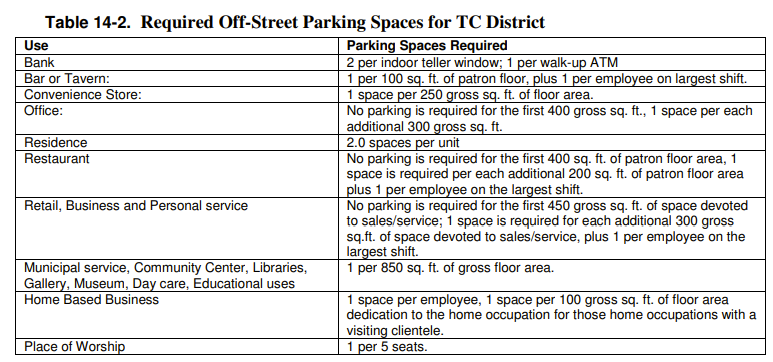 Table 14-2. Required Off-Street Parking Spaces for TC District
Use Parking Spaces Required
Bank 2 per indoor teller window; 1 per walk-up ATM
Bar or Tavern: 1 per 100 sq. ft. of patron floor, plus 1 per employee on largest shift.
Convenience Store: 1 space per 250 gross sq. ft. of floor area.
Office: No parking is required for the first 400 gross sq. ft., 1 space per each
additional 300 gross sq. ft.
Residence 2.0 spaces per unit
Restaurant No parking is required for the first 400 sq. ft. of patron floor area, 1
space is required per each additional 200 sq. ft. of patron floor area
plus 1 per employee on the largest shift.
Retail, Business and Personal service No parking is required for the first 450 gross sq. ft. of space devoted
to sales/service; 1 space is required for each additional 300 gross
sq.ft. of space devoted to sales/service, plus 1 per employee on the
largest shift.
Municipal service, Community Center, Libraries, 1 per 850 sq. ft. of gross floor area.
Gallery, Museum, Day care, Educational uses
Home Based Business 1 space per employee, 1 space per 100 gross sq. ft. of floor area
dedication to the home occupation for those home occupations with a
visiting clientele.
Place of Worship 1 per 5 seats.